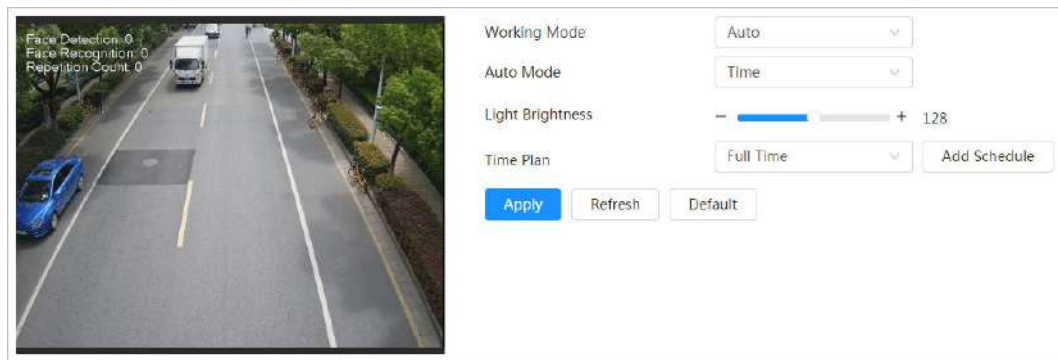 Face Detection: 0
Face Recognition: 0
Repetition Count: 0
Working Mode Auto
Auto Mode Time
Light Brightness − + 128
Time Plan Full Time Add Schedule
Apply Refresh Default